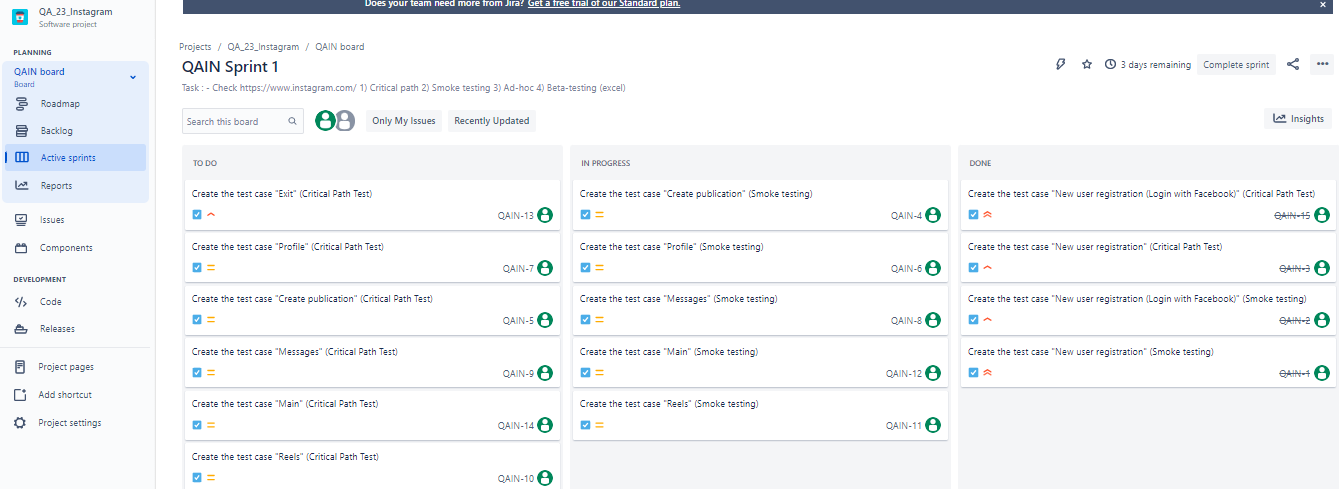 Does your team need more from Jira? Get a free trial of our Standard plan.
QA_23_Instagram
Software project
PLANNING
QAIN board
Board
Roadmap
Backlog
Active sprints
Reports
Issues
Components
DEVELOPMENT
Code
Releases
Project pages
Add shortcut
Project settings
Projects / QA_23_Instagram / QAIN board
QAIN Sprint 1
3 days remaining
Complete sprint
Task : - Check https://www.instagram.com/ 1) Critical path 2) Smoke testing 3) Ad-hoc 4) Beta-testing (excel)
Search this board
Only My Issues
Recently Updated
Insights
TO DO
Create the test case "Exit" (Critical Path Test)
QAIN-13
Create the test case "Profile" (Critical Path Test)
QAIN-7
Create the test case "Create publication" (Critical Path Test)
QAIN-5
Create the test case "Messages" (Critical Path Test)
QAIN-9
Create the test case "Main" (Critical Path Test)
QAIN-14
Create the test case "Reels" (Critical Path Test)
QAIN-10
IN PROGRESS
Create the test case "Create publication" (Smoke testing)
QAIN-4
Create the test case "Profile" (Smoke testing)
QAIN-6
Create the test case "Messages" (Smoke testing)
QAIN-8
Create the test case "Main" (Smoke testing)
QAIN-12
Create the test case "Reels" (Smoke testing)
QAIN-11
DONE
Create the test case "New user registration (Login with Facebook)" (Critical Path Test)
QAIN-15
Create the test case "New user registration" (Critical Path Test)
QAIN-3
Create the test case "New user registration (Login with Facebook)" (Smoke testing)
QAIN-2
Create the test case "New user registration" (Smoke testing)
QAIN-1